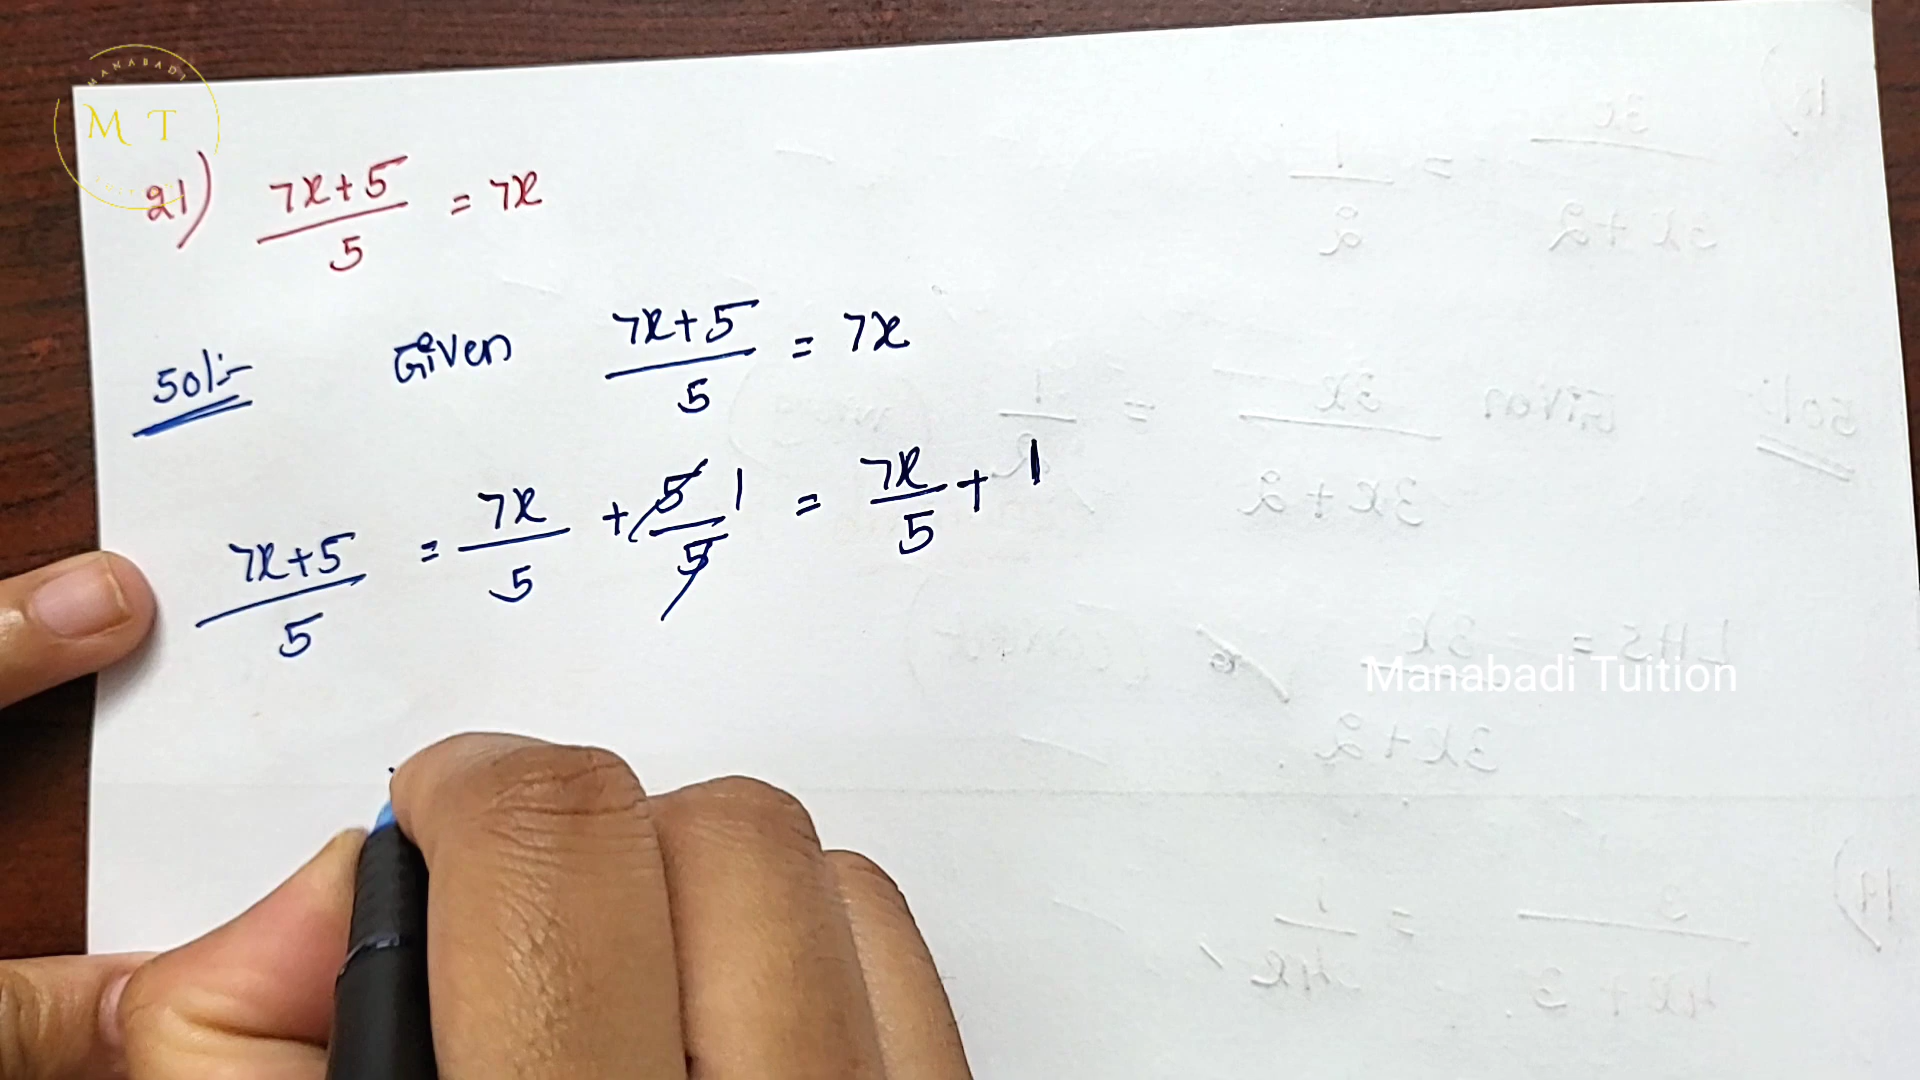 MANABADI
M T
21) (7x+5)/5 = 7x
Sol:- Given (7x+5)/5 = 7x
(7x+5)/5 = 7x/5 + 5/5 1 = 7x/5 + 1
Manabadi Tuition